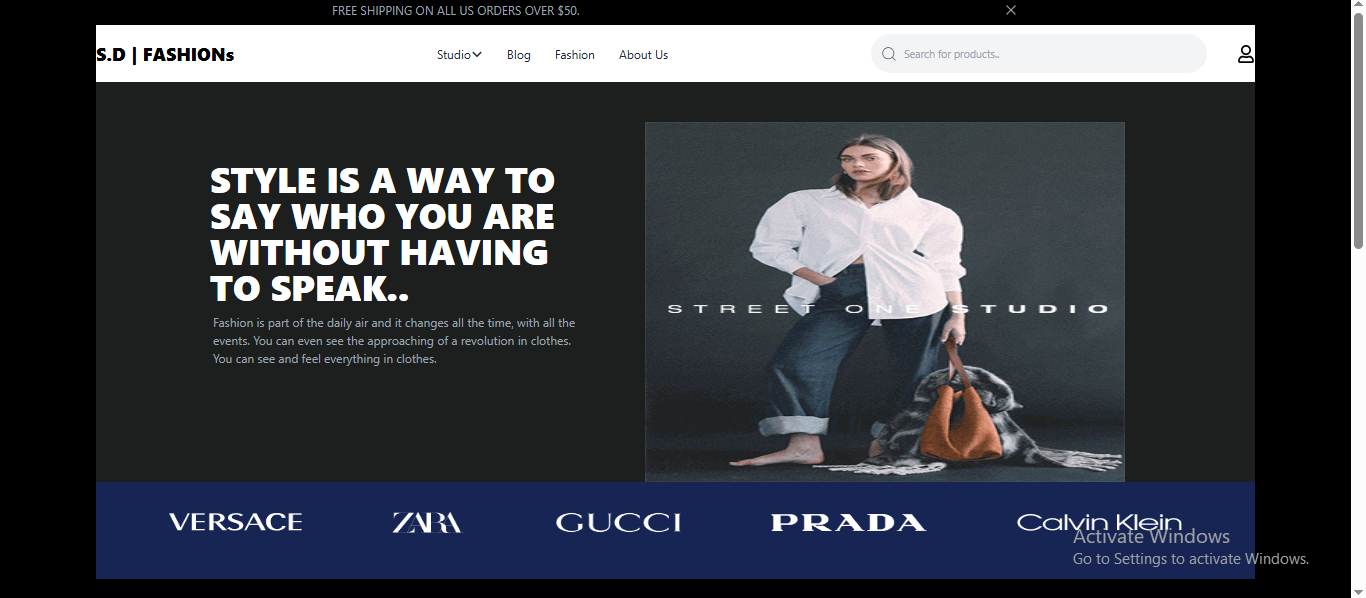 FREE SHIPPING ON ALL US ORDERS OVER $50.
S.D | FASHIONs
Studio
Blog
Fashion
About Us
Search for products..
STYLE IS A WAY TO
SAY WHO YOU ARE
WITHOUT HAVING
TO SPEAK..
Fashion is part of the daily air and it changes all the time, with all the
events. You can even see the approaching of a revolution in clothes.
You can see and feel everything in clothes.
STREET ONE STUDIO
VERSACE
ZARA
GUCCI
PRADA
Calvin Klein
Activate Windows
Go to Settings to activate Windows.